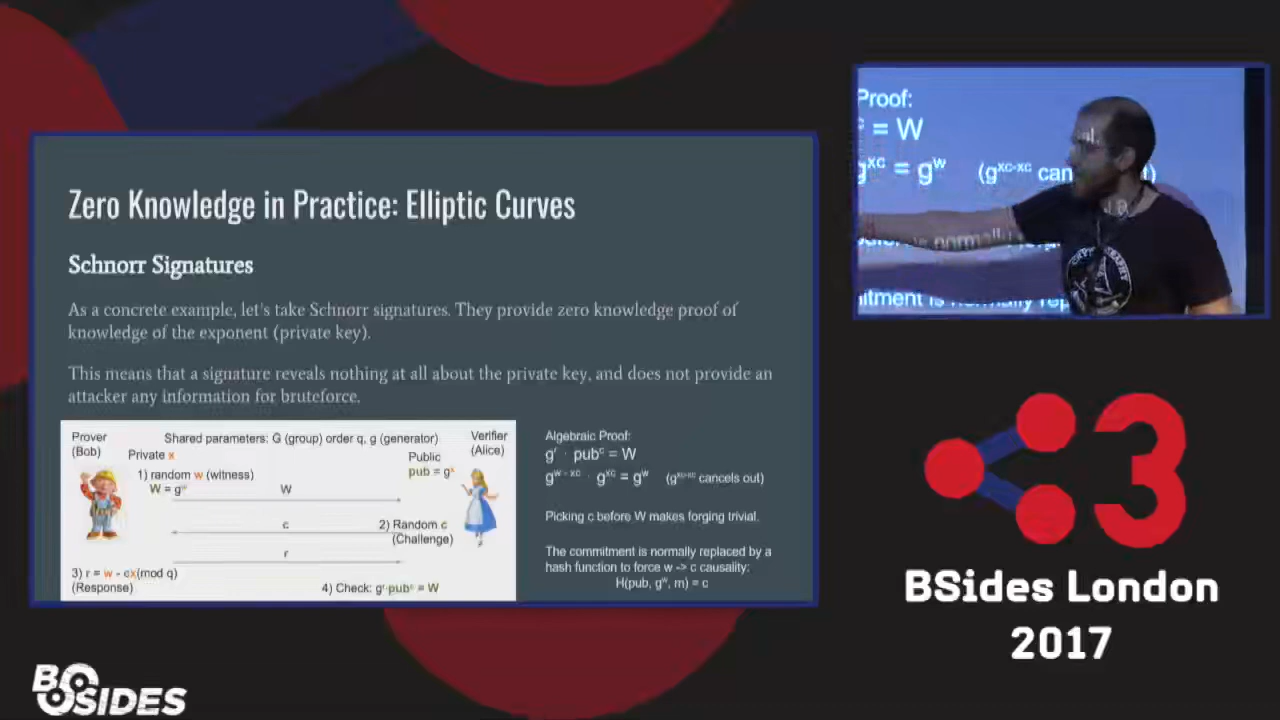 Zero Knowledge in Practice: Elliptic Curves
Schnorr Signatures
As a concrete example, let's take Schnorr signatures. They provide zero knowledge proof of
knowledge of the exponent (private key).
This means that a signature reveals nothing at all about the private key, and does not provide an
attacker any information for bruteforce.
Prover
(Bob)
Shared parameters: G (group) order q, g (generator)
Verifier
(Alice)
Private x
Public
pub = gˣ
1) random w (witness)
W = gʷ
W
c
2) Random c
(Challenge)
r
3) r = w - cx(mod q)
(Response)
4) Check: gʳ·pubᶜ = W
Algebraic Proof:
gʳ · pubᶜ = W
gʷ ⁻ ˣᶜ · gˣᶜ = gʷ (gˣᶜ⁻ˣᶜ cancels out)
Picking c before W makes forging trivial.
The commitment is normally replaced by a
hash function to force w -> c causality:
H(pub, gʷ, m) = c
Proof:
ᶜ = W
gˣᶜ = gʷ (gˣᶜ⁻ˣᶜ can
normally
3
BSides London
2017
BSIDES